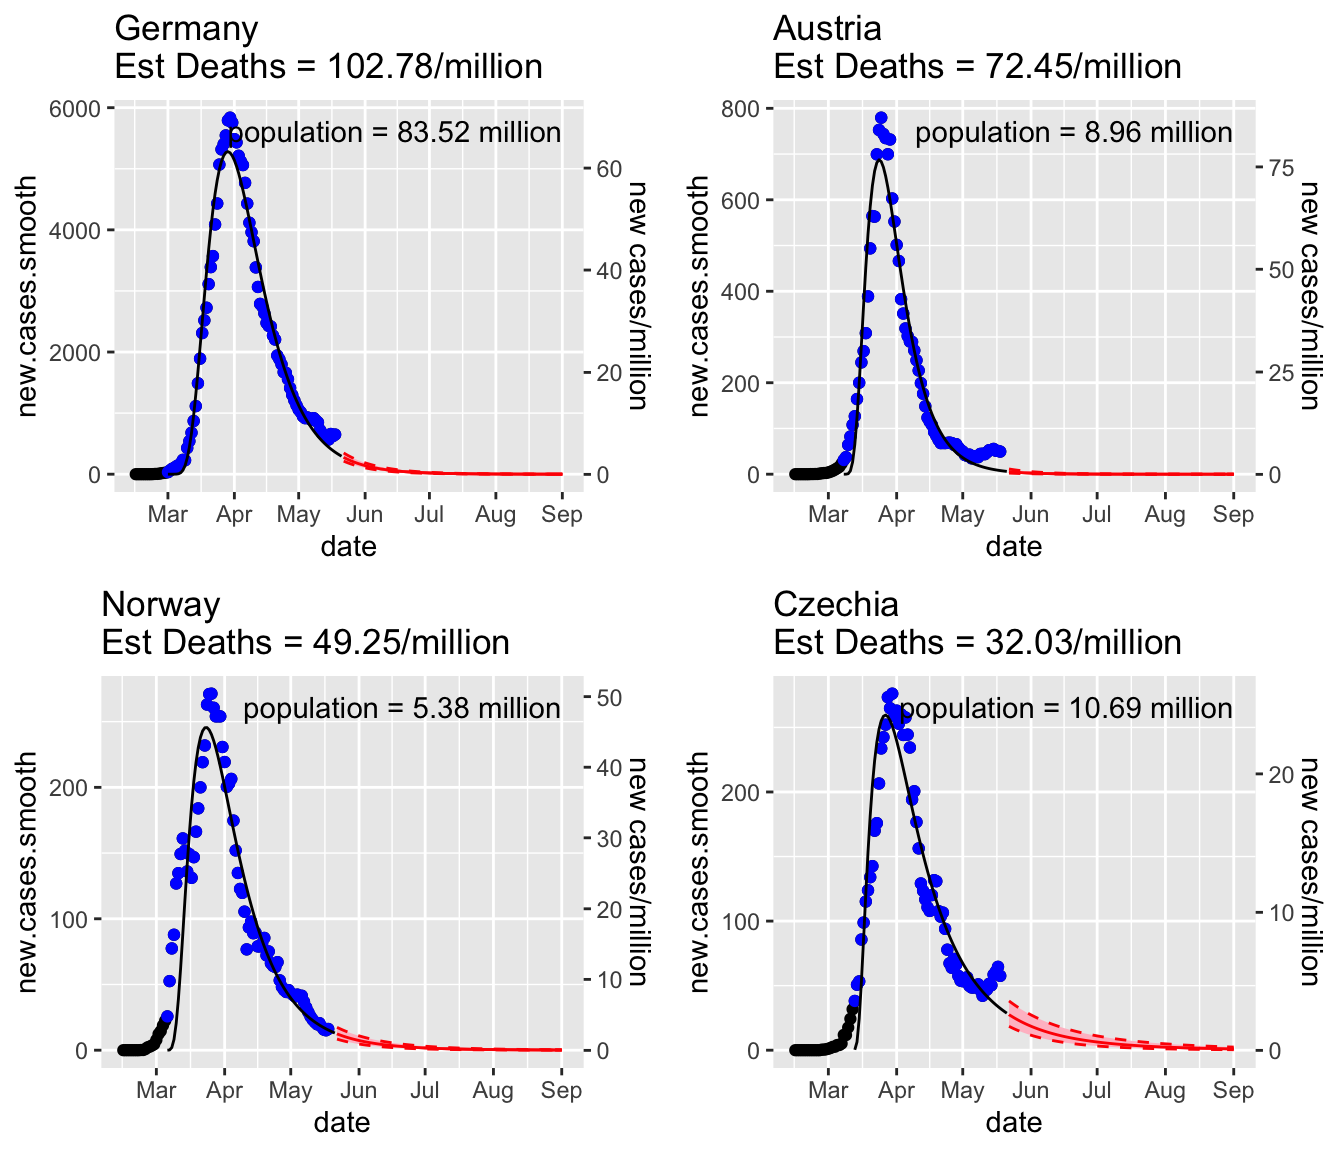 Germany
Est Deaths = 102.78/million
population = 83.52 million
6000
4000
2000
0
new.cases.smooth
60
40
20
0
new cases/million
Mar Apr May Jun Jul Aug Sep
date
Austria
Est Deaths = 72.45/million
population = 8.96 million
800
600
400
200
0
new.cases.smooth
75
50
25
0
new cases/million
Mar Apr May Jun Jul Aug Sep
date
Norway
Est Deaths = 49.25/million
population = 5.38 million
200
100
0
new.cases.smooth
50
40
30
20
10
0
new cases/million
Mar Apr May Jun Jul Aug Sep
date
Czechia
Est Deaths = 32.03/million
population = 10.69 million
200
100
0
new.cases.smooth
20
10
0
new cases/million
Mar Apr May Jun Jul Aug Sep
date